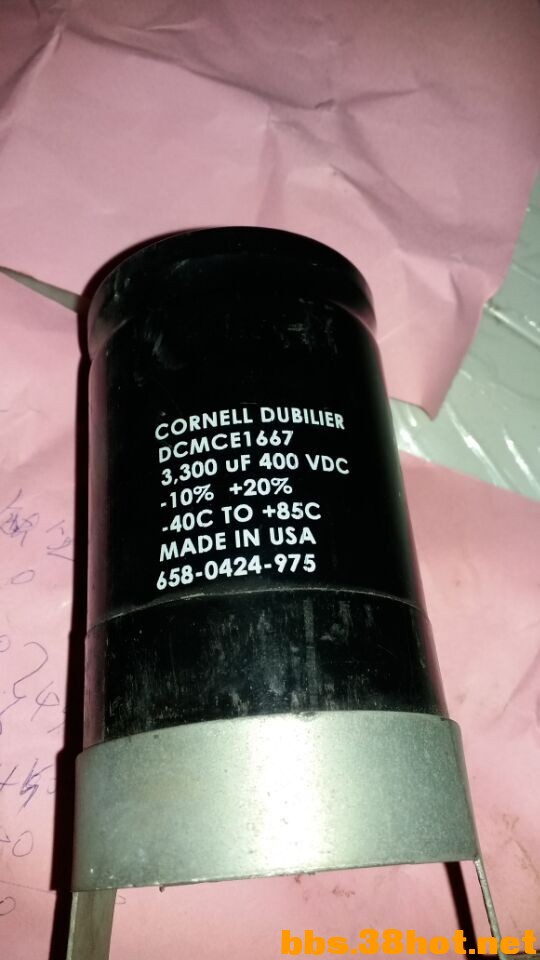 CORNELL DUBILIER
DCMCE1667
3,300 UF 400 VDC
-10% +20%
-40C TO +85C
MADE IN USA
658-0424-975
bbs.38hot.net